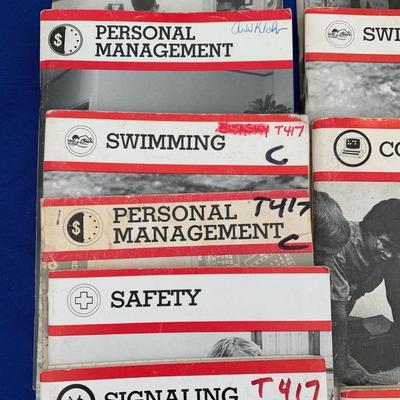 PERSONAL
MANAGEMENT
SWIMMING
T417
C
PERSONAL
MANAGEMENT
T417
C
SAFETY
SIGNALING
T417
SWI
CO